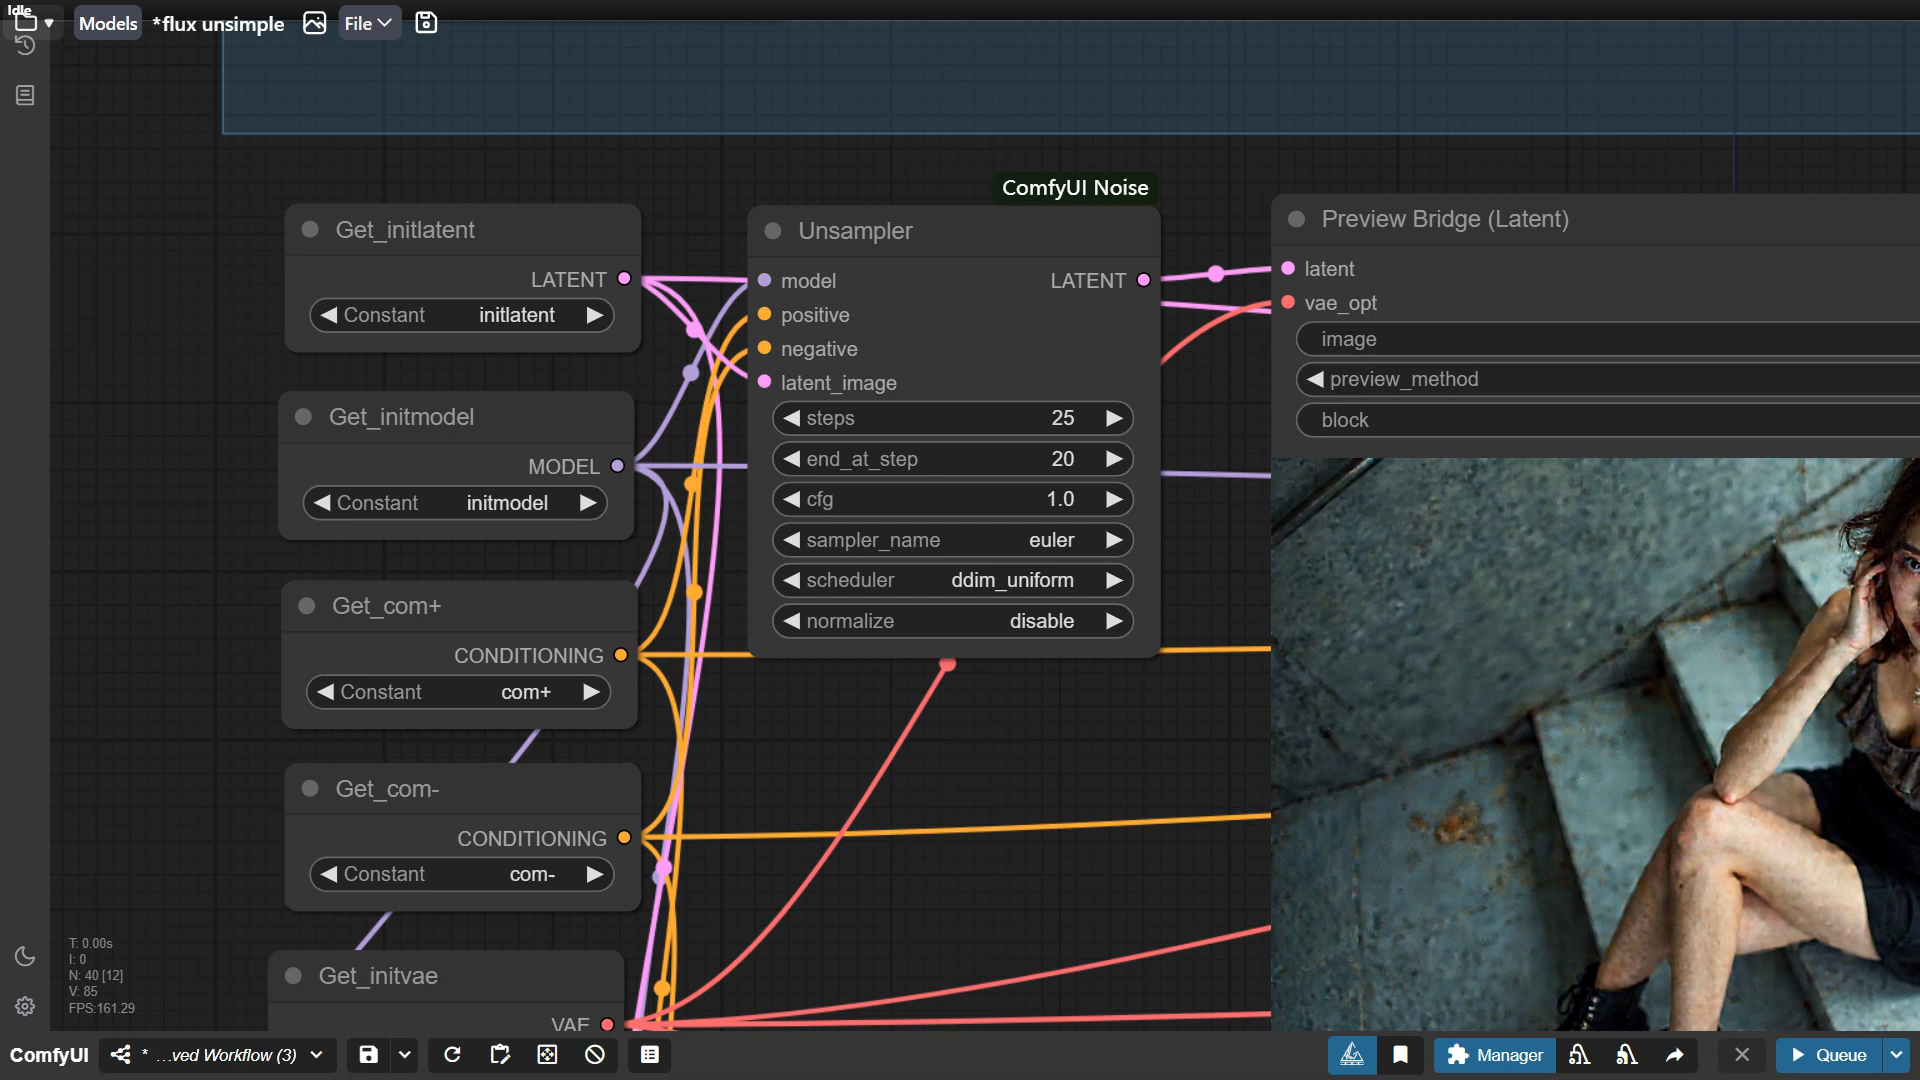 Idle
Models
*flux unsimple
File
ComfyUI Noise
Get_initlatent
LATENT
Constant initlatent
Get_initmodel
MODEL
Constant initmodel
Get_com+
CONDITIONING
Constant com+
Get_com-
CONDITIONING
Constant com-
Get_initvae
VAE
Unsampler
model LATENT
positive
negative
latent_image
steps 25
end_at_step 20
cfg 1.0
sampler_name euler
scheduler ddim_uniform
normalize disable
Preview Bridge (Latent)
latent
vae_opt
image
preview_method
block
T: 0.00s
I: 0
N: 40 [12]
V: 85
FPS:161.29
ComfyUI
* ...ved Workflow (3)
Manager
Queue